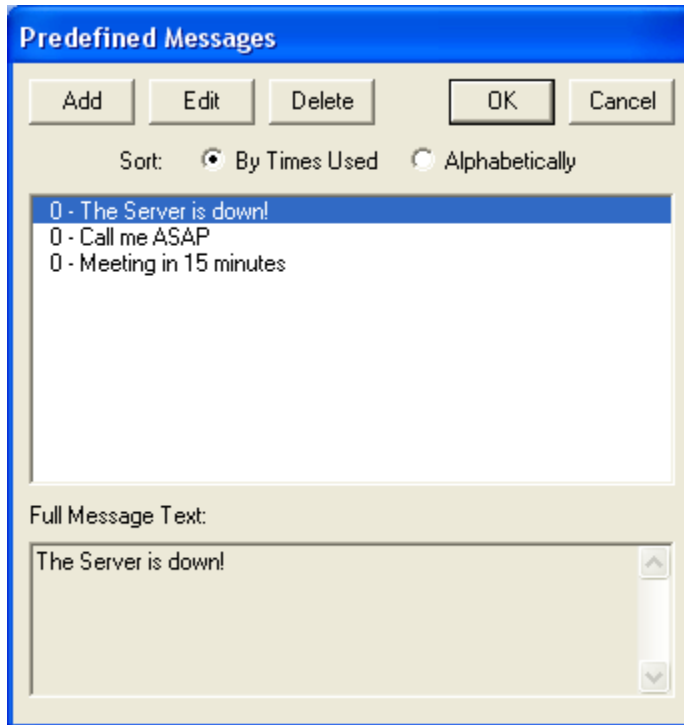 Predefined Messages
Add Edit Delete OK Cancel
Sort: By Times Used Alphabetically
0 - The Server is down!
0 - Call me ASAP
0 - Meeting in 15 minutes
Full Message Text:
The Server is down!